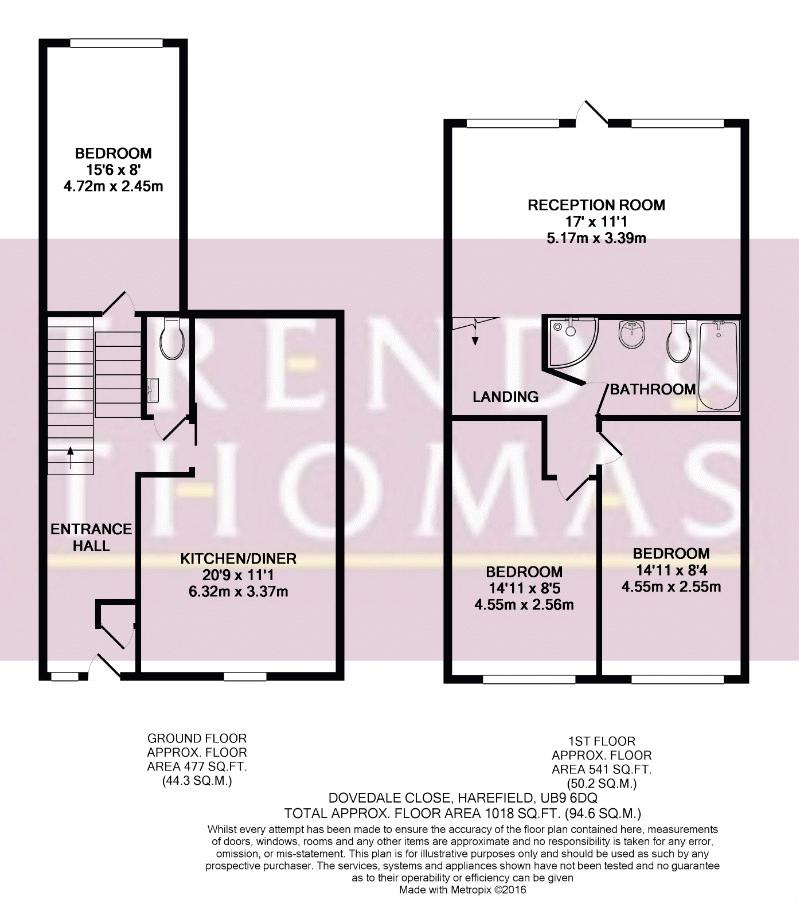 BEDROOM
15'6 x 8'
4.72m x 2.45m
RECEPTION ROOM
17' x 11'1
5.17m x 3.39m
TREND &
THOMAS
LANDING
BATHROOM
ENTRANCE
HALL
KITCHEN/DINER
20'9 x 11'1
6.32m x 3.37m
BEDROOM
14'11 x 8'5
4.55m x 2.56m
BEDROOM
14'11 x 8'4
4.55m x 2.55m
GROUND FLOOR
APPROX. FLOOR
AREA 477 SQ.FT.
(44.3 SQ.M.)
1ST FLOOR
APPROX. FLOOR
AREA 541 SQ.FT.
(50.2 SQ.M.)
DOVEDALE CLOSE, HAREFIELD, UB9 6DQ
TOTAL APPROX. FLOOR AREA 1018 SQ.FT. (94.6 SQ.M.)
Whilst every attempt has been made to ensure the accuracy of the floor plan contained here, measurements
of doors, windows, rooms and any other items are approximate and no responsibility is taken for any error,
omission, or mis-statement. This plan is for illustrative purposes only and should be used as such by any
prospective purchaser. The services, systems and appliances shown have not been tested and no guarantee
as to their operability or efficiency can be given
Made with Metropix ©2016